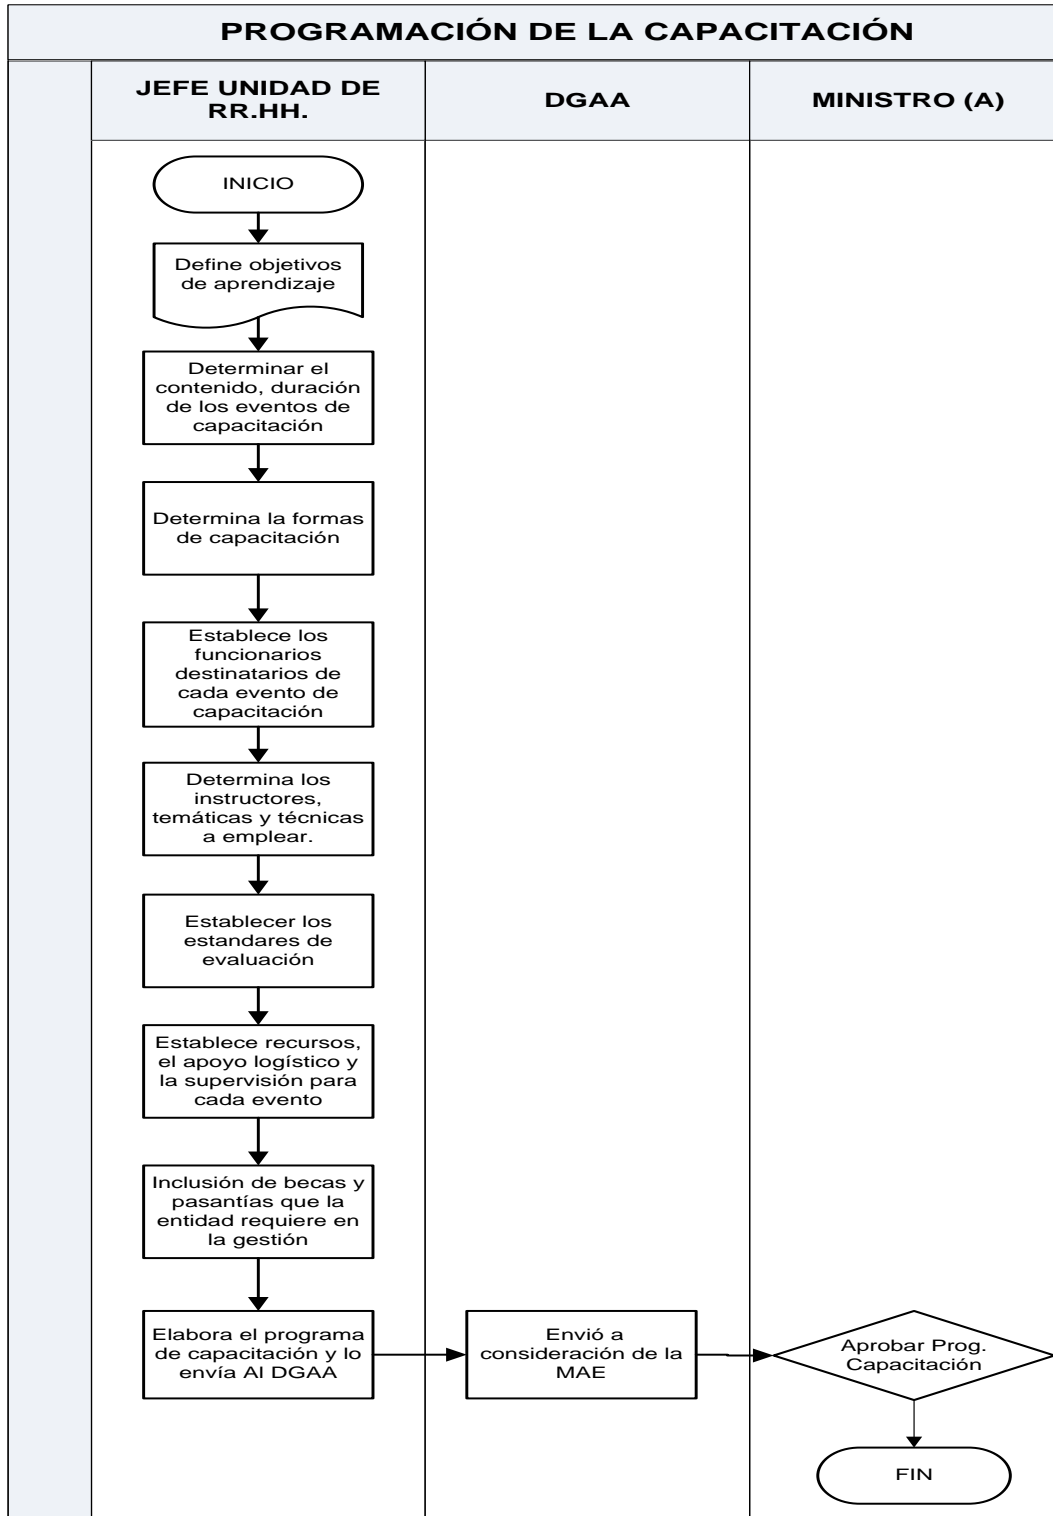 PROGRAMACIÓN DE LA CAPACITACIÓN
JEFE UNIDAD DE
RR.HH.
DGAA
MINISTRO (A)
INICIO
Define objetivos
de aprendizaje
Determinar el
contenido, duración
de los eventos de
capacitación
Determina la formas
de capacitación
Establece los
funcionarios
destinatarios de
cada evento de
capacitación
Determina los
instructores,
temáticas y técnicas
a emplear.
Establecer los
estandares de
evaluación
Establece recursos,
el apoyo logístico y
la supervisión para
cada evento
Inclusión de becas y
pasantías que la
entidad requiere en
la gestión
Elabora el programa
de capacitación y lo
envía Al DGAA
Envió a
consideración de la
MAE
Aprobar Prog.
Capacitación
FIN